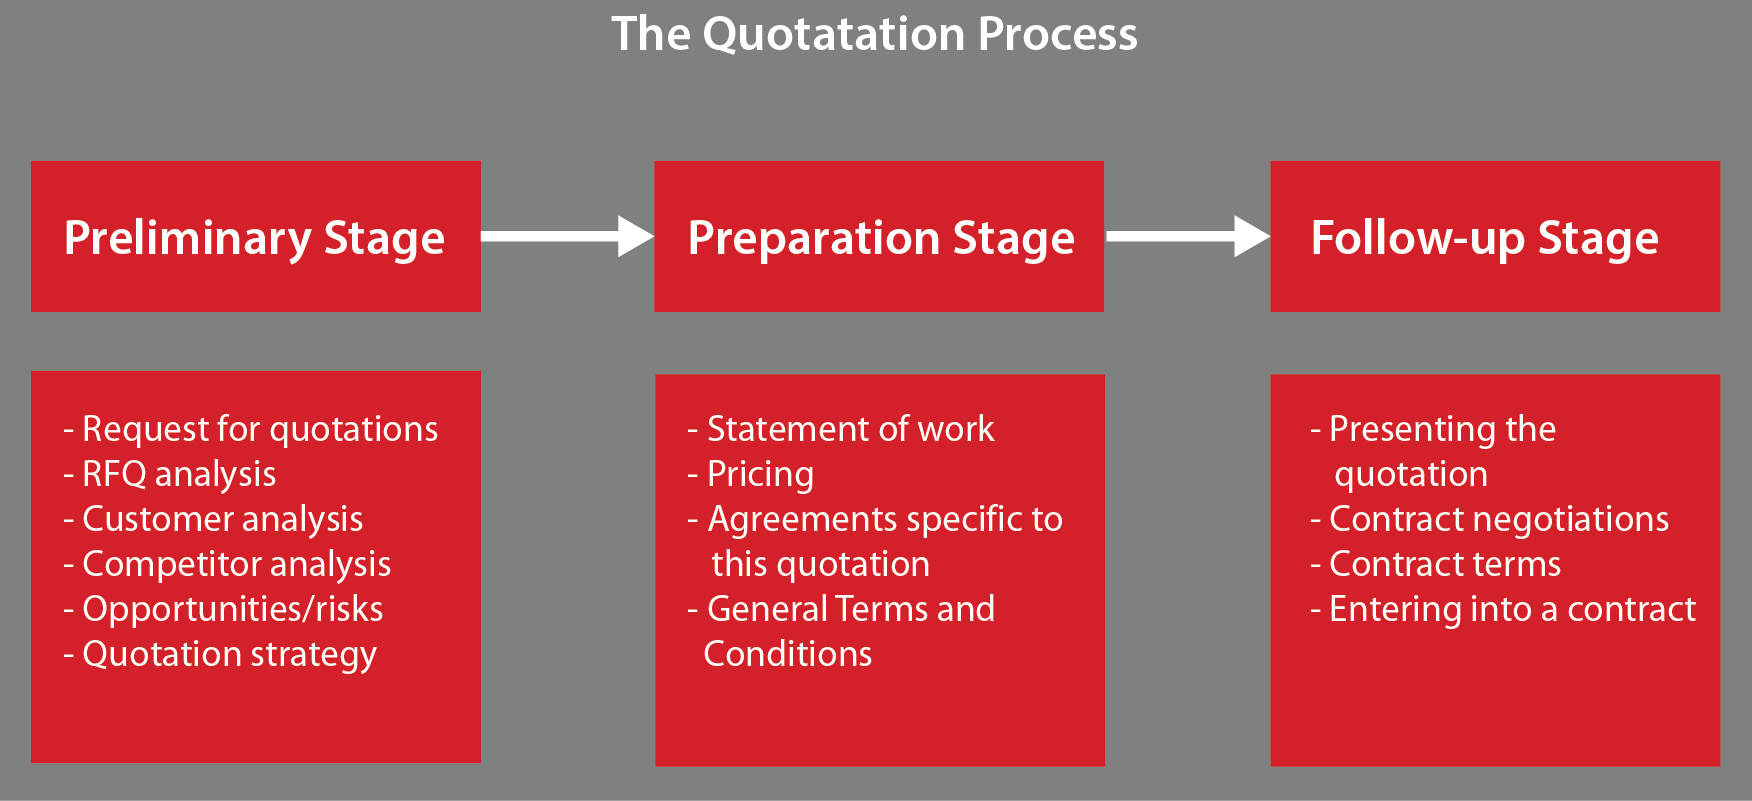 The Quotatation Process
Preliminary Stage
Preparation Stage
Follow-up Stage
- Request for quotations
- RFQ analysis
- Customer analysis
- Competitor analysis
- Opportunities/risks
- Quotation strategy
- Statement of work
- Pricing
- Agreements specific to
this quotation
- General Terms and
Conditions
- Presenting the
quotation
- Contract negotiations
- Contract terms
- Entering into a contract